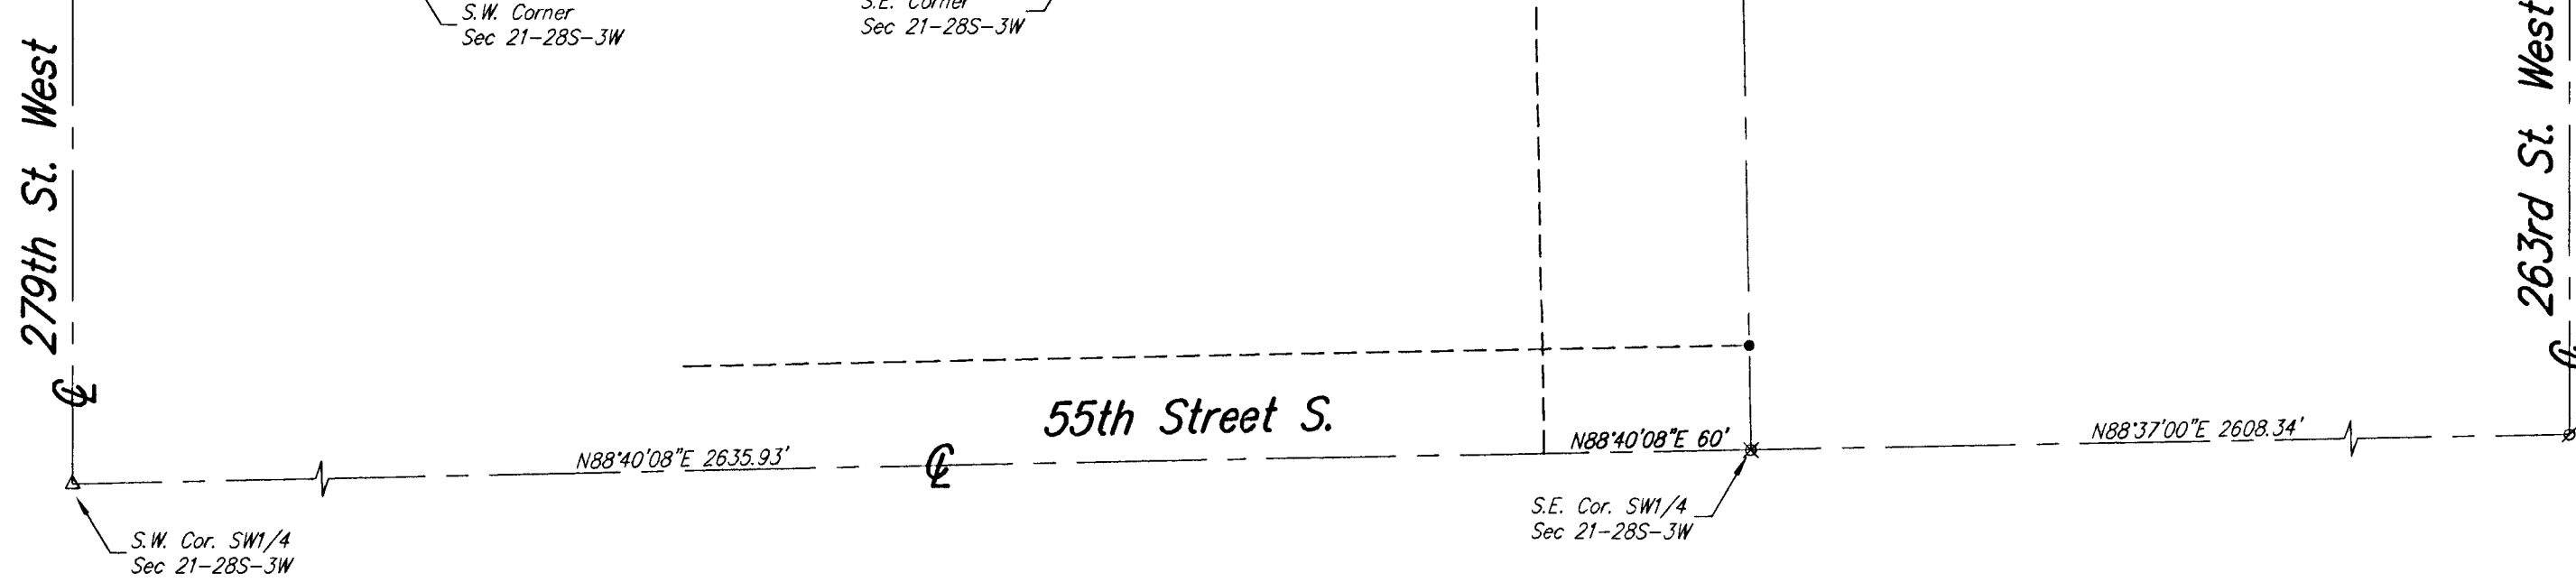 S.W. Corner
Sec 21-28S-3W
S.E. Corner
Sec 21-28S-3W
279th St. West
263rd St. West
55th Street S.
N88°40'08"E 2635.93'
N88°40'08"E 60'
N88°37'00"E 2608.34'
S.W. Cor. SW1/4
Sec 21-28S-3W
S.E. Cor. SW1/4
Sec 21-28S-3W